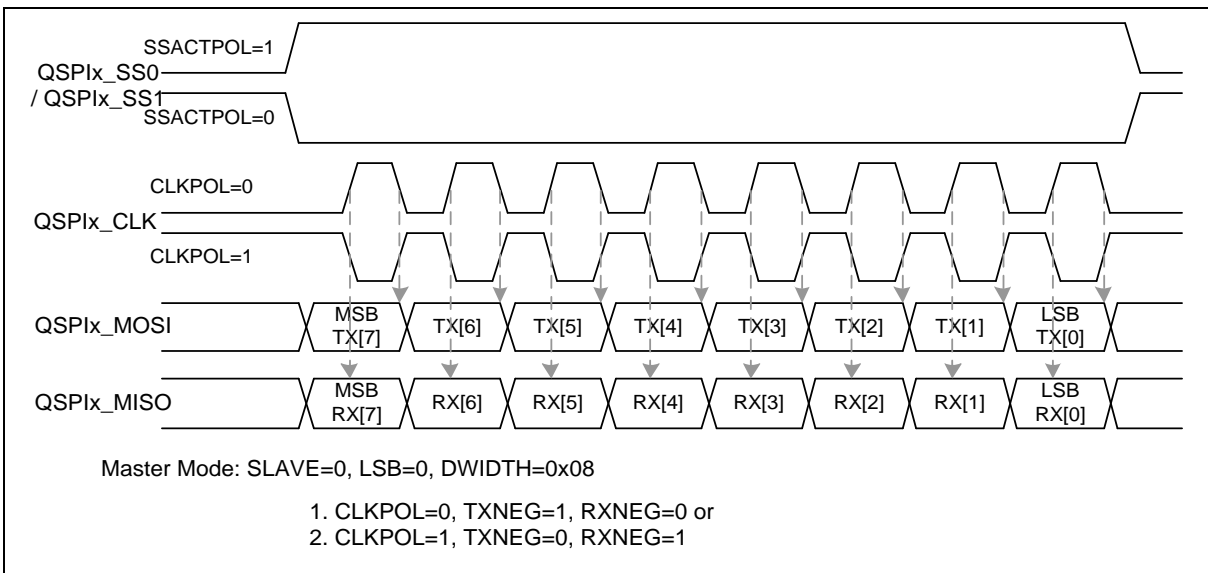 SSACTPOL=1
QSPIx_SS0
/ QSPIx_SS1
SSACTPOL=0
CLKPOL=0
QSPIx_CLK
CLKPOL=1
QSPIx_MOSI
MSB TX[6] TX[5] TX[4] TX[3] TX[2] TX[1] LSB
TX[7] TX[0]
QSPIx_MISO
MSB RX[6] RX[5] RX[4] RX[3] RX[2] RX[1] LSB
RX[7] RX[0]
Master Mode: SLAVE=0, LSB=0, DWIDTH=0x08
1. CLKPOL=0, TXNEG=1, RXNEG=0 or
2. CLKPOL=1, TXNEG=0, RXNEG=1